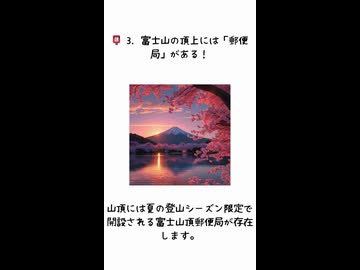 📮 3. 富士山の頂上には「郵便
局」がある！
山頂には夏の登山シーズン限定で
開設される富士山頂郵便局が存在
します。